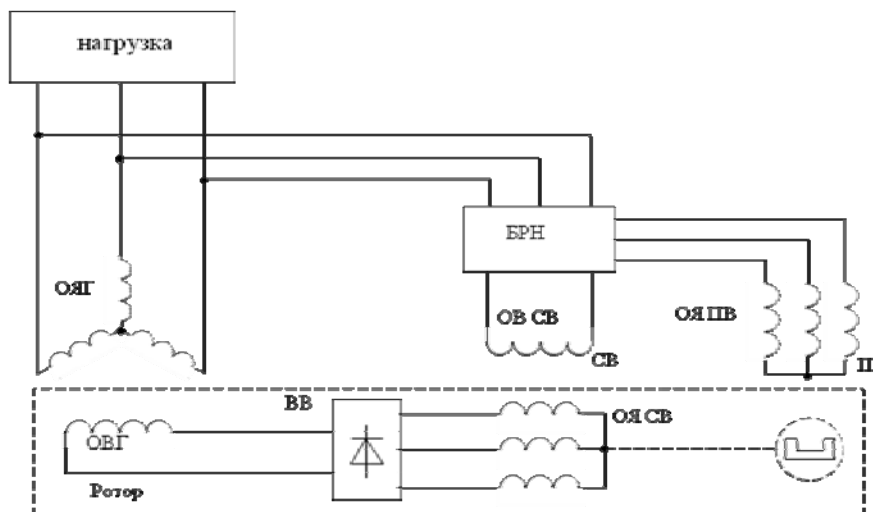 нагрузка
БРН
ОЯГ
ОВ СВ
СВ
ОЯ ПВ
ВВ
ОЯ СВ
ОВГ
Ротор